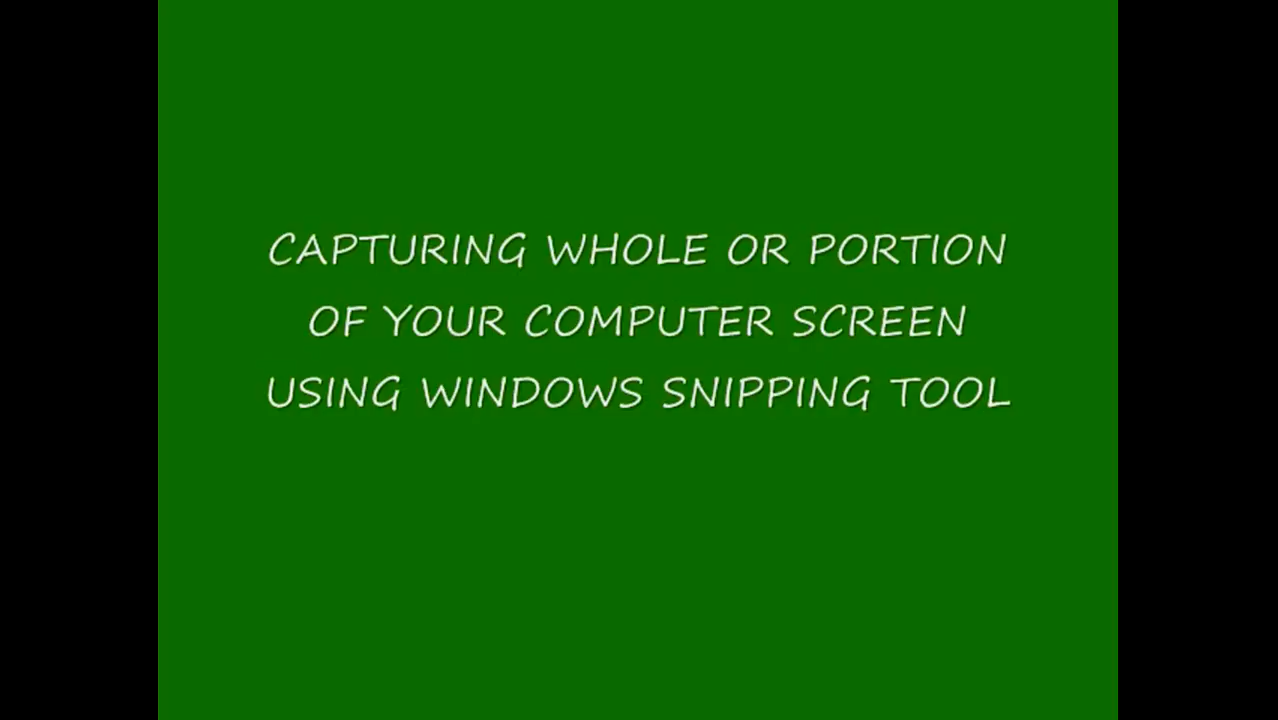 CAPTURING WHOLE OR PORTION
OF YOUR COMPUTER SCREEN
USING WINDOWS SNIPPING TOOL